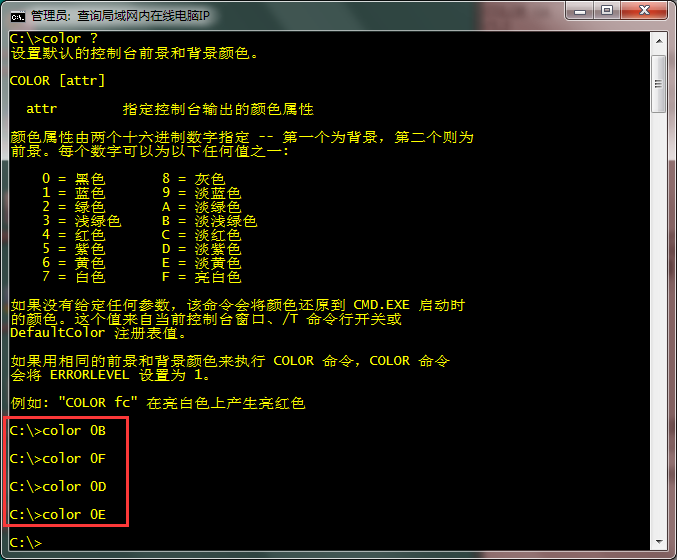 管理员: 查询局域网内在线电脑IP
C:\>color ?
设置默认的控制台前景和背景颜色。
COLOR [attr]
attr        指定控制台输出的颜色属性
颜色属性由两个十六进制数字指定 -- 第一个为背景，第二个则为
前景。每个数字可以为以下任何值之一:
0 = 黑色       8 = 灰色
1 = 蓝色       9 = 淡蓝色
2 = 绿色       A = 淡绿色
3 = 浅绿色     B = 淡浅绿色
4 = 红色       C = 淡红色
5 = 紫色       D = 淡紫色
6 = 黄色       E = 淡黄色
7 = 白色       F = 亮白色
如果没有给定任何参数，该命令会将颜色还原到 CMD.EXE 启动时
的颜色。这个值来自当前控制台窗口、/T 命令行开关或
DefaultColor 注册表值。
如果用相同的前景和背景颜色来执行 COLOR 命令，COLOR 命令
会将 ERRORLEVEL 设置为 1。
例如: "COLOR fc" 在亮白色上产生亮红色
C:\>color 0B
C:\>color 0F
C:\>color 0D
C:\>color 0E
C:\>